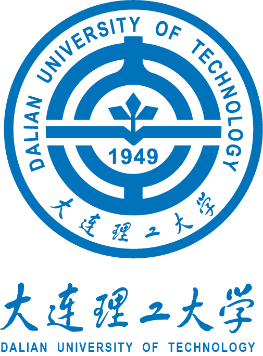 DALIAN UNIVERSITY OF TECHNOLOGY
1949
大连理工大学
大连理工大学
DALIAN UNIVERSITY OF TECHNOLOGY